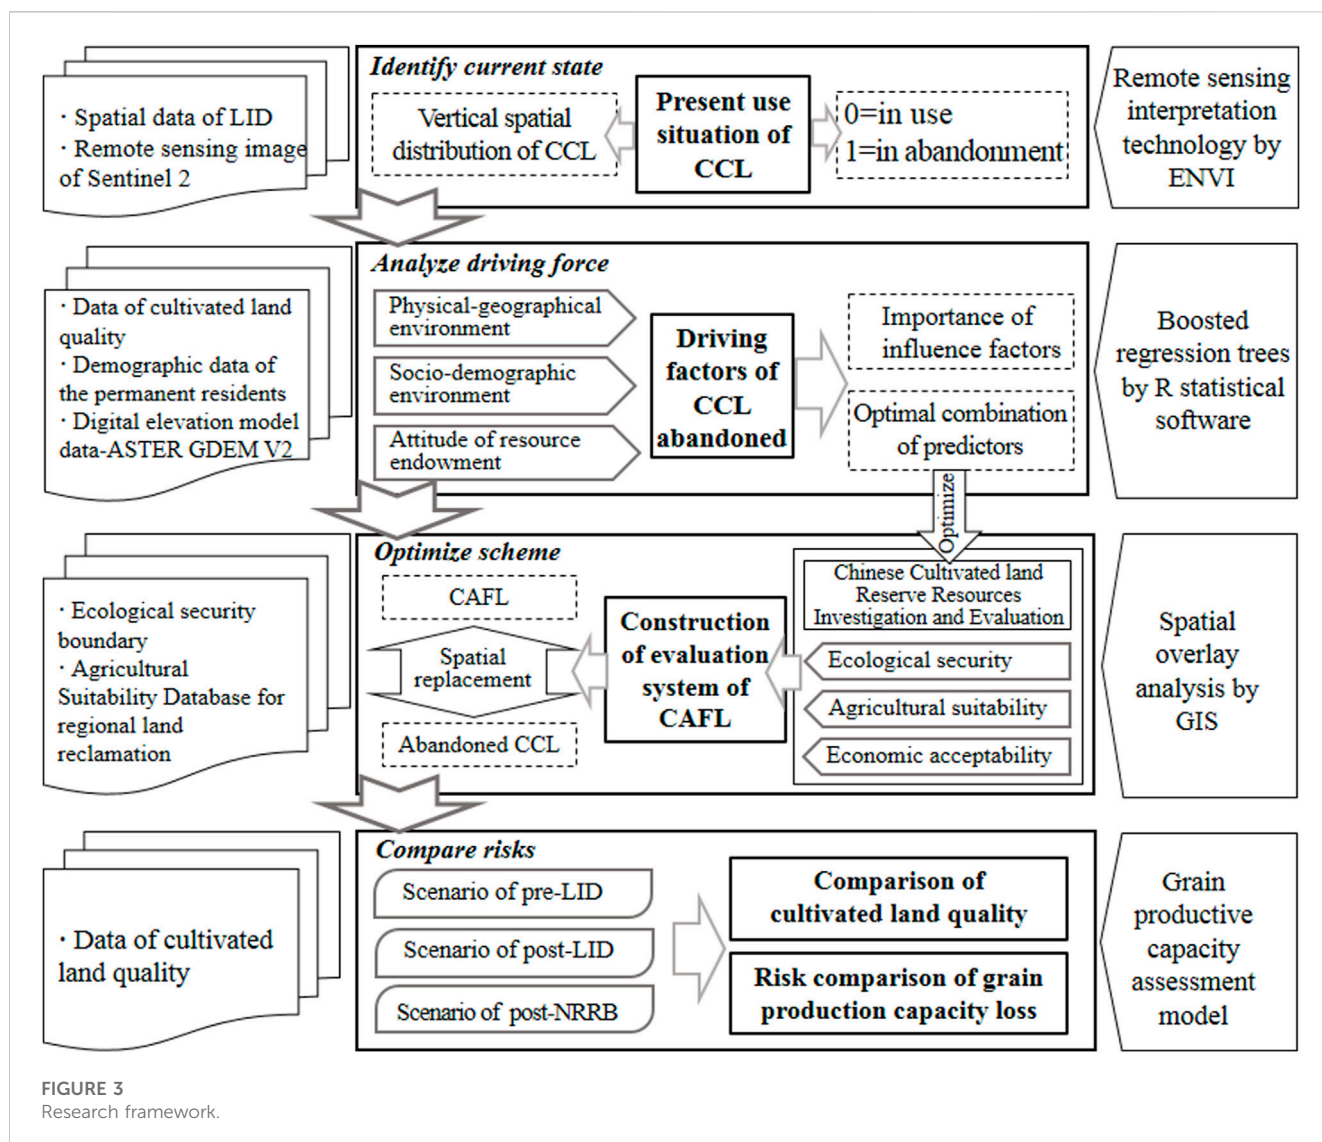 · Spatial data of LID
· Remote sensing image
of Sentinel 2
Identify current state
Vertical spatial
distribution of CCL
Present use
situation of
CCL
0=in use
1=in abandonment
Remote sensing
interpretation
technology by
ENVI
· Data of cultivated land
quality
· Demographic data of
the permanent residents
· Digital elevation model
data-ASTER GDEM V2
Analyze driving force
Physical-geographical
environment
Socio-demographic
environment
Attitude of resource
endowment
Driving
factors of
CCL
abandoned
Importance of
influence factors
Optimal combination
of predictors
Optimize
Boosted
regression trees
by R statistical
software
· Ecological security
boundary
· Agricultural
Suitability Database for
regional land
reclamation
Optimize scheme
CAFL
Spatial
replacement
Abandoned CCL
Construction
of evaluation
system of
CAFL
Chinese Cultivated land
Reserve Resources
Investigation and Evaluation
Ecological security
Agricultural suitability
Economic acceptability
Spatial
overlay
analysis by
GIS
· Data of cultivated
land quality
Compare risks
Scenario of pre-LID
Scenario of post-LID
Scenario of post-NRRB
Comparison of
cultivated land quality
Risk comparison of grain
production capacity loss
Grain
productive
capacity
assessment
model
FIGURE 3
Research framework.